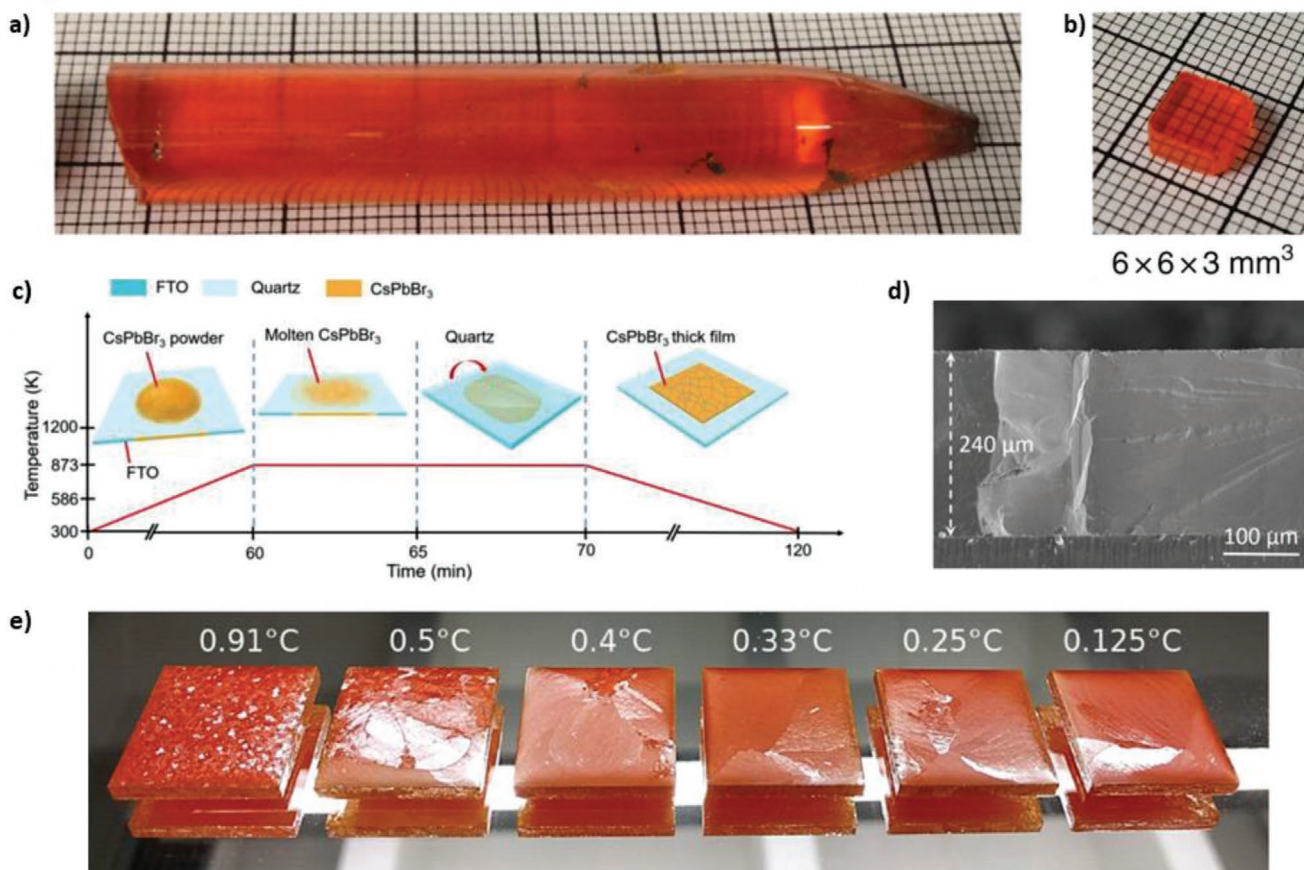 a)
b)
6×6×3 mm³
c)
FTO
Quartz
CsPbBr₃
CsPbBr₃ powder
Molten CsPbBr₃
Quartz
CsPbBr₃ thick film
FTO
Temperature (K)
1200
873
586
300
0
60
65
70
120
Time (min)
d)
240 µm
100 µm
e)
0.91°C
0.5°C
0.4°C
0.33°C
0.25°C
0.125°C